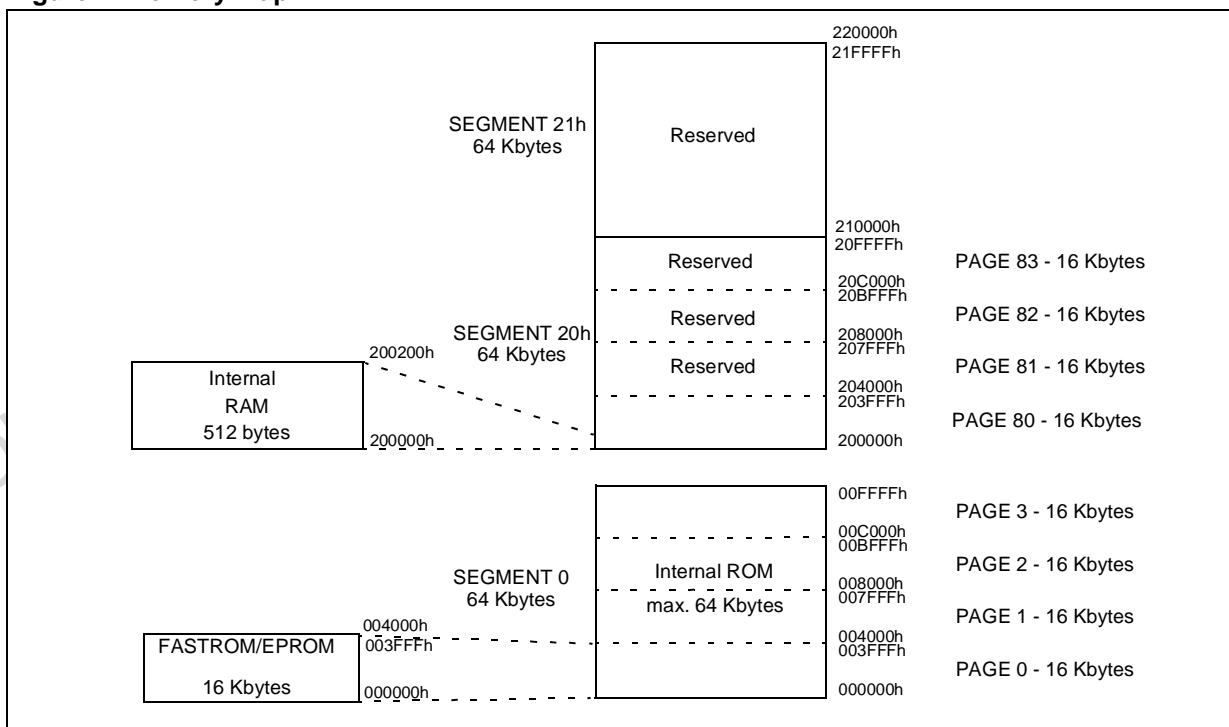 220000h
21FFFFh
SEGMENT 21h
64 Kbytes
Reserved
210000h
20FFFFh
Reserved
PAGE 83 - 16 Kbytes
20C000h
20BFFFh
Reserved
PAGE 82 - 16 Kbytes
SEGMENT 20h
64 Kbytes
208000h
207FFFh
200200h
Reserved
PAGE 81 - 16 Kbytes
Internal
RAM
512 bytes
204000h
203FFFh
PAGE 80 - 16 Kbytes
200000h
200000h
00FFFFh
PAGE 3 - 16 Kbytes
00C000h
00BFFFh
PAGE 2 - 16 Kbytes
SEGMENT 0
64 Kbytes
Internal ROM
max. 64 Kbytes
008000h
007FFFh
PAGE 1 - 16 Kbytes
004000h
003FFFh
004000h
003FFFh
FASTROM/EPROM
16 Kbytes
PAGE 0 - 16 Kbytes
000000h
000000h